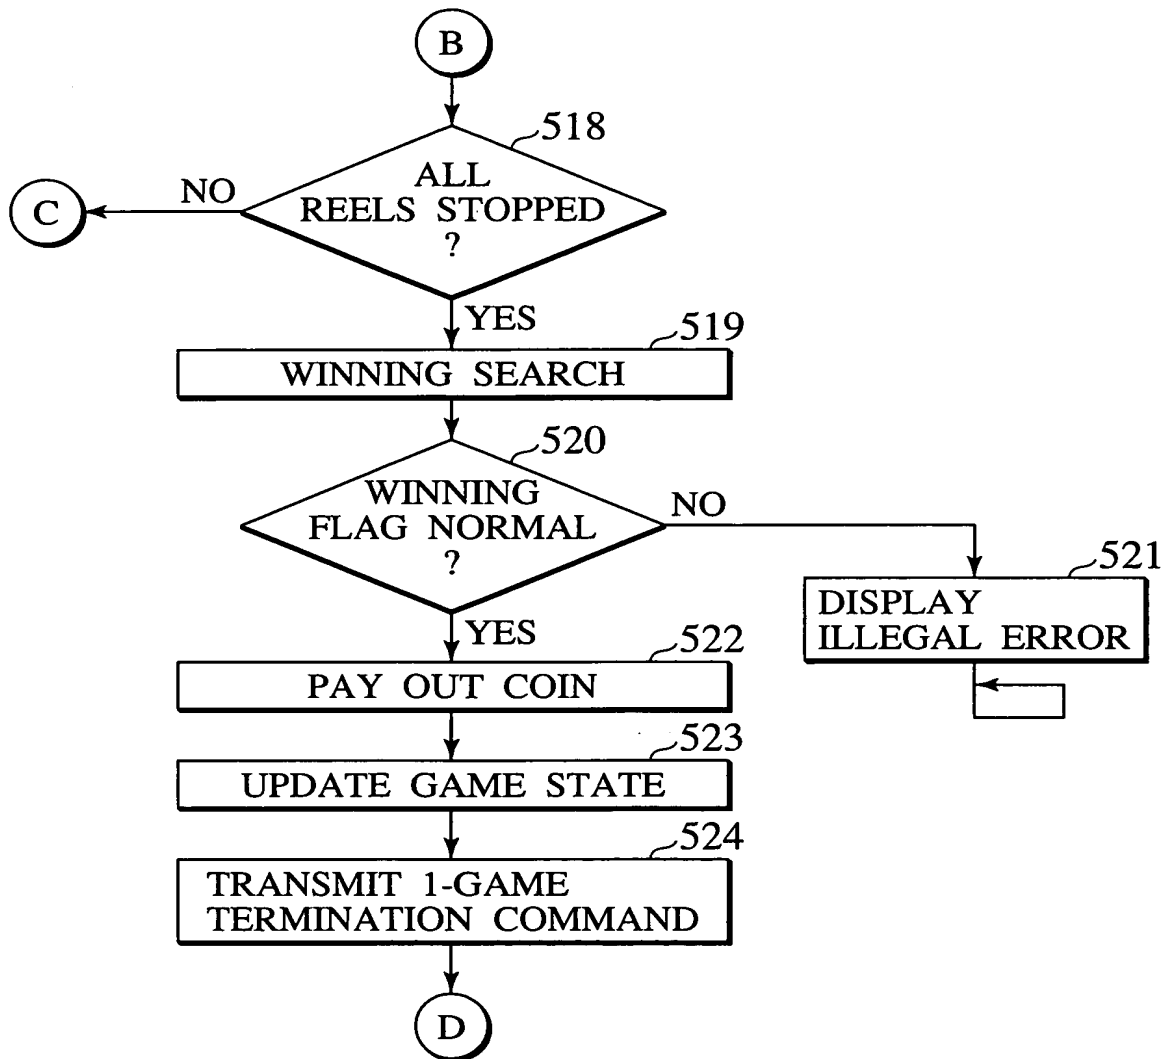 B
518
ALL
REELS STOPPED
?
NO
C
YES
519
WINNING SEARCH
520
WINNING
FLAG NORMAL
?
NO
521
DISPLAY
ILLEGAL ERROR
YES
522
PAY OUT COIN
523
UPDATE GAME STATE
524
TRANSMIT 1-GAME
TERMINATION COMMAND
D